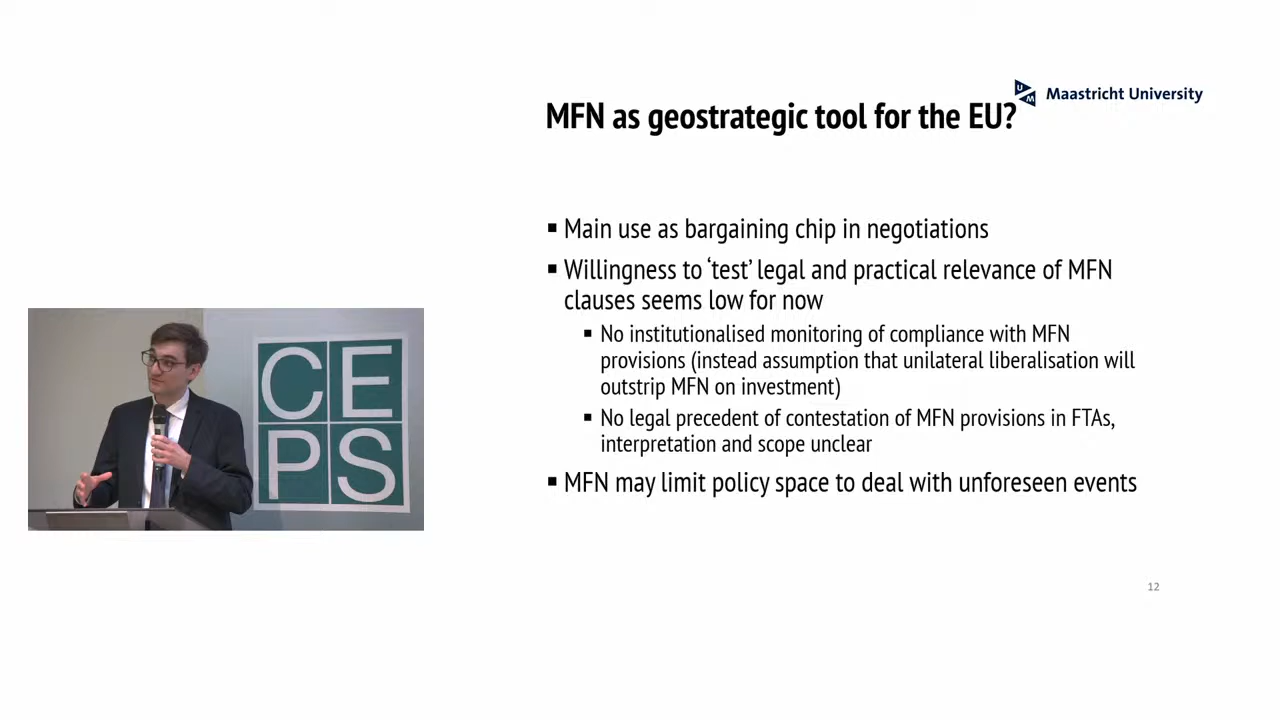 Maastricht University
MFN as geostrategic tool for the EU?
▪ Main use as bargaining chip in negotiations
▪ Willingness to ‘test’ legal and practical relevance of MFN
clauses seems low for now
▪ No institutionalised monitoring of compliance with MFN
provisions (instead assumption that unilateral liberalisation will
outstrip MFN on investment)
▪ No legal precedent of contestation of MFN provisions in FTAs,
interpretation and scope unclear
▪ MFN may limit policy space to deal with unforeseen events
CE
PS
12